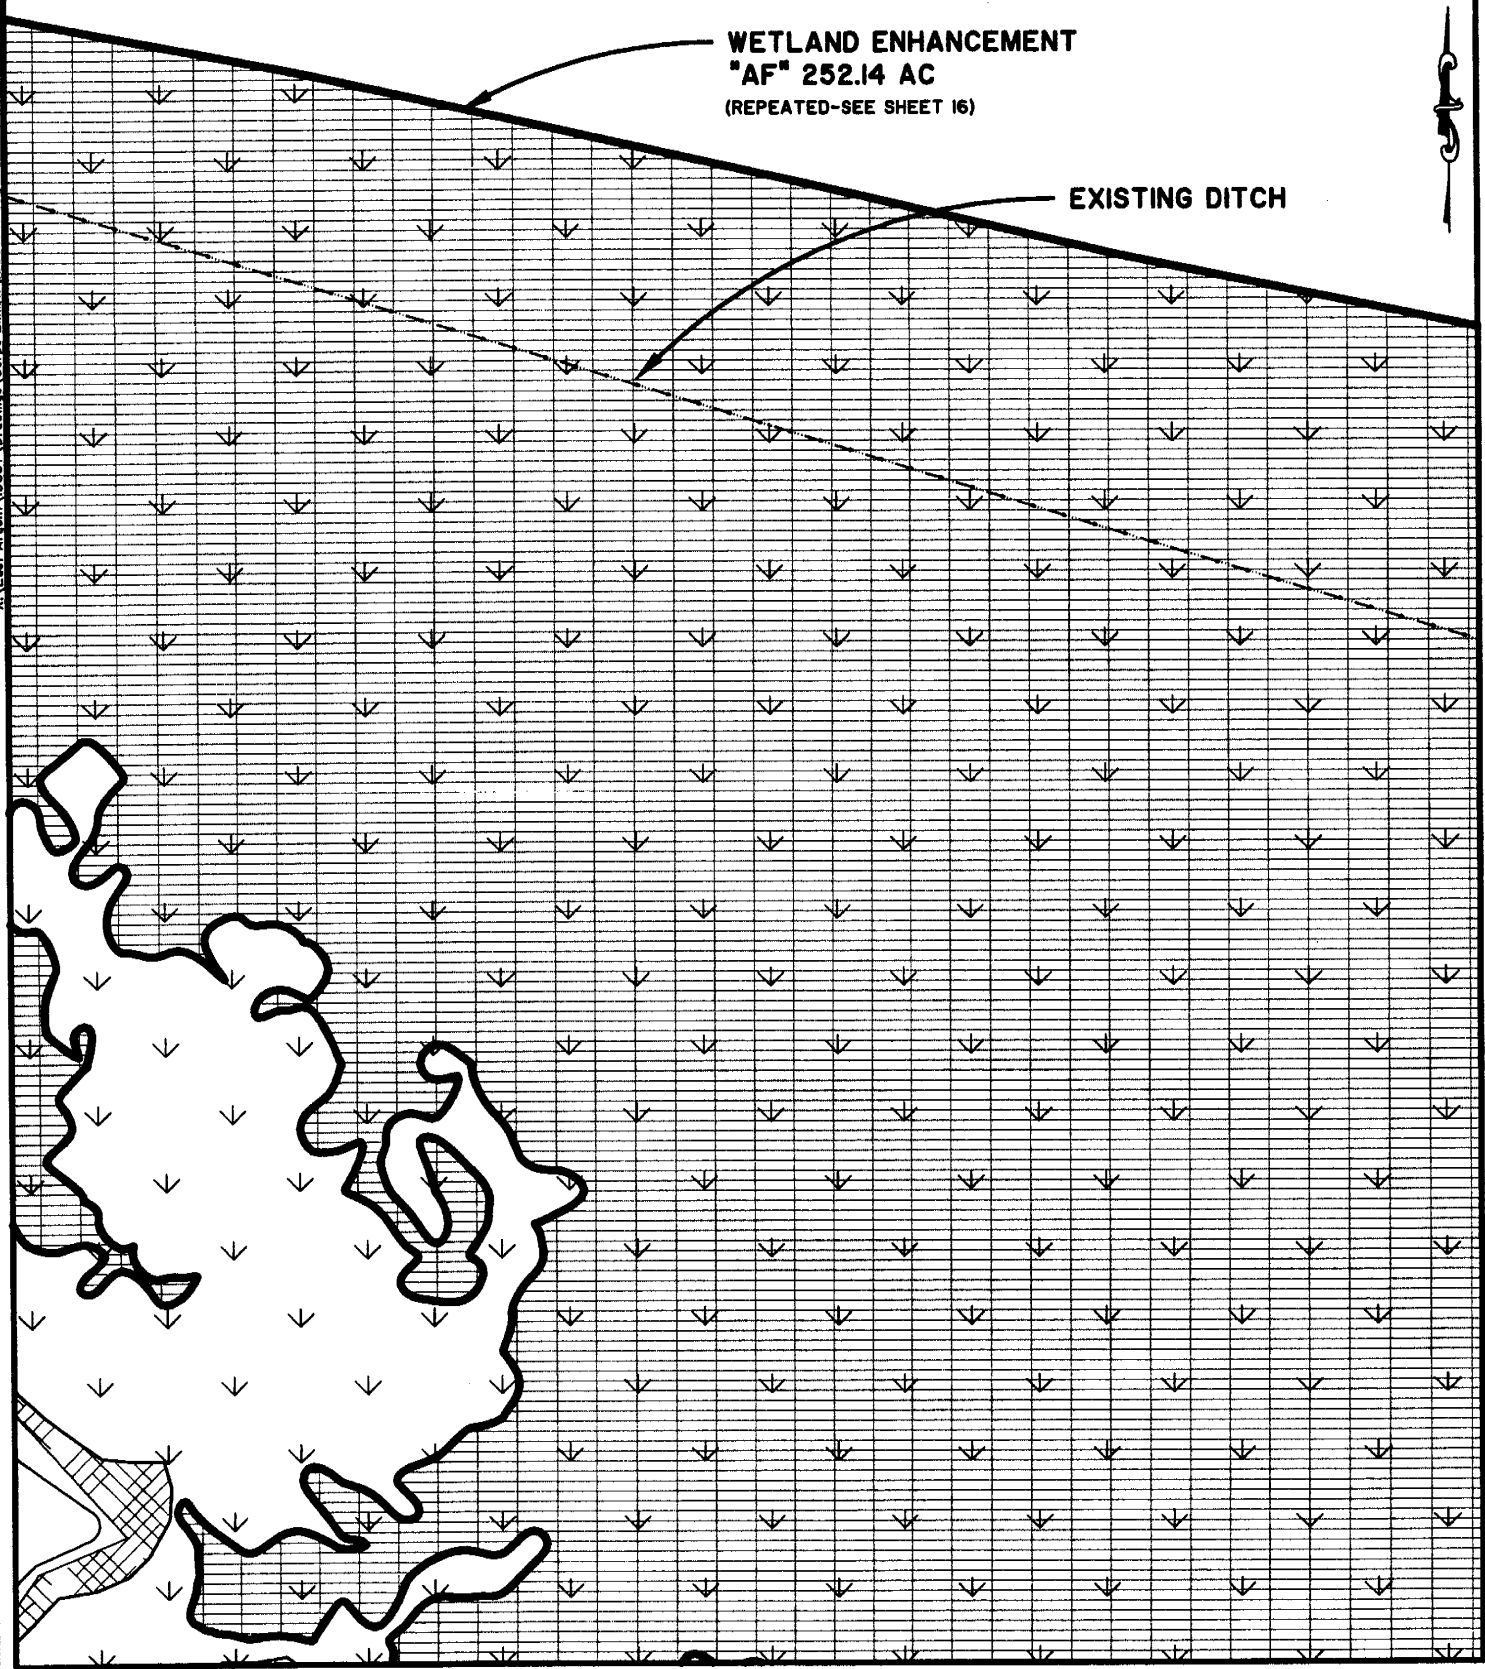 WETLAND ENHANCEMENT
"AF" 252.14 AC
(REPEATED-SEE SHEET 16)
EXISTING DITCH